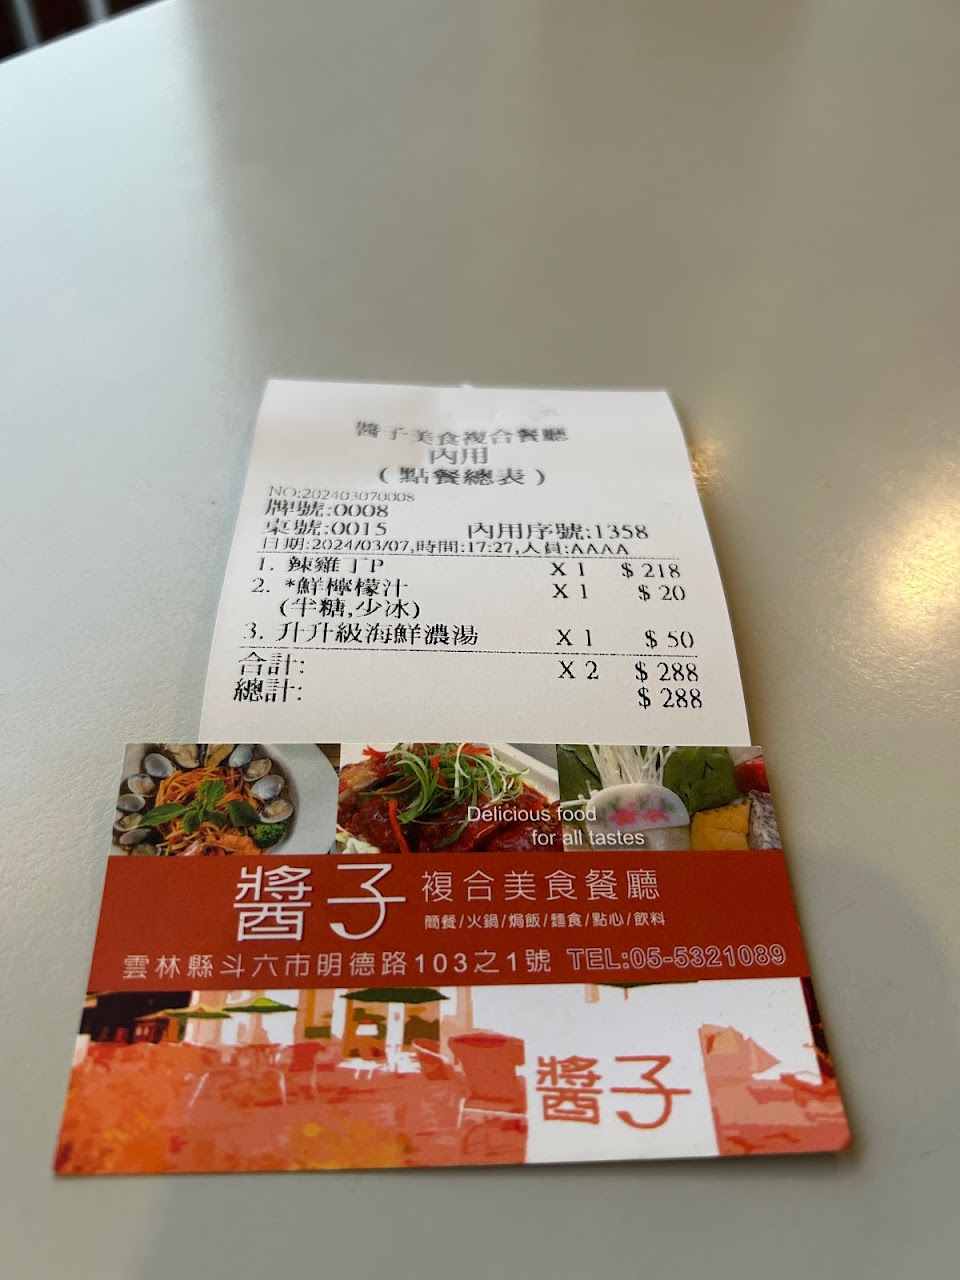 醬子美食複合餐廳
內用
(點餐總表)
NO:202403070008
牌號:0008
桌號:0015 內用序號:1358
日期:2024/03/07,時間:17:27,人員:AAAA
1. 辣雞丁P X 1 $ 218
2. *鮮檸檬汁 X 1 $ 20
(半糖,少冰)
3. 升升級海鮮濃湯 X 1 $ 50
合計: X 2 $ 288
總計: $ 288
Delicious food
for all tastes
醬子 複合美食餐廳
簡餐/火鍋/焗飯/麵食/點心/飲料
雲林縣斗六市明德路103之1號 TEL:05-5321089
醬子